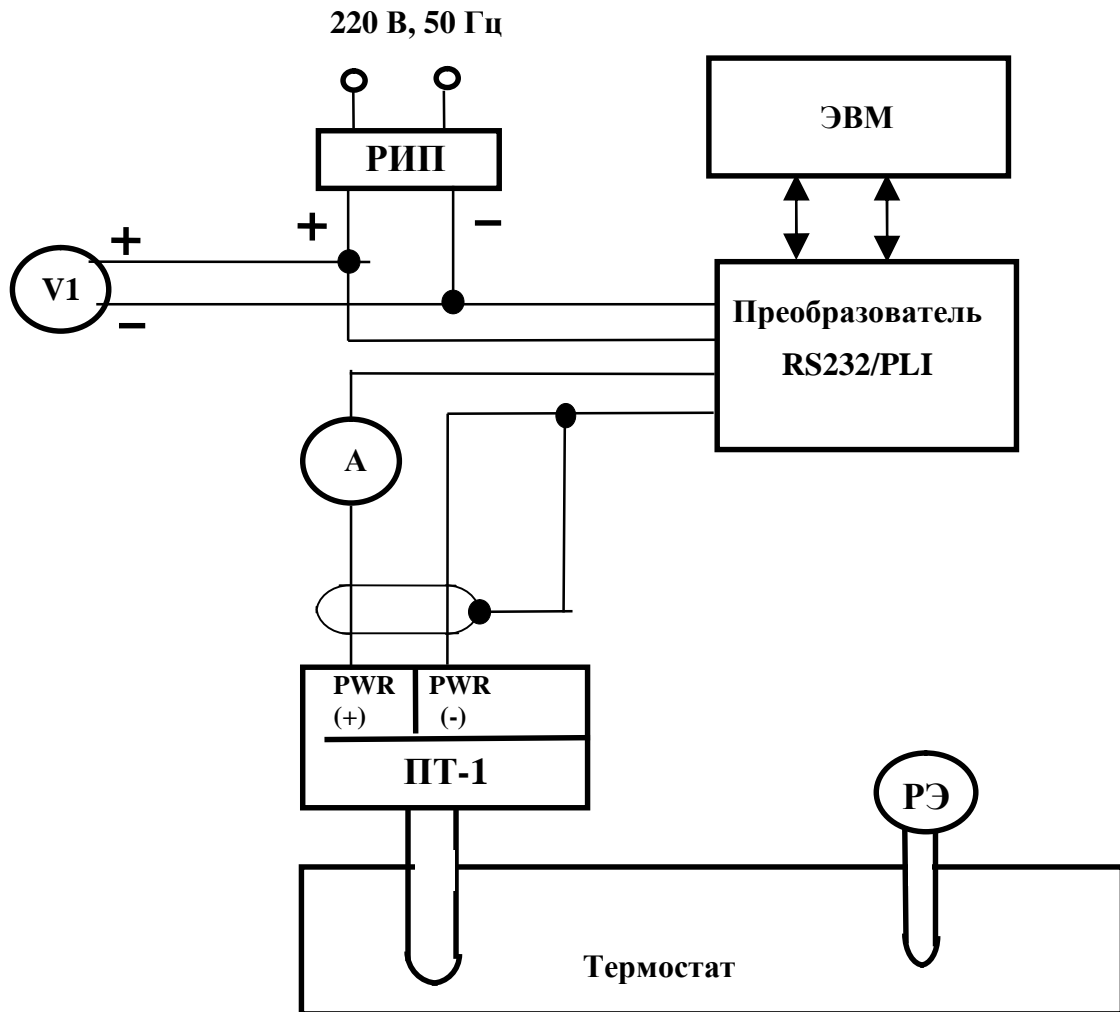 220 В, 50 Гц
ЭВМ
РИП
+
−
+
V1
−
Преобразователь
RS232/PLI
А
PWR (+)
PWR (-)
ПТ-1
РЭ
Термостат